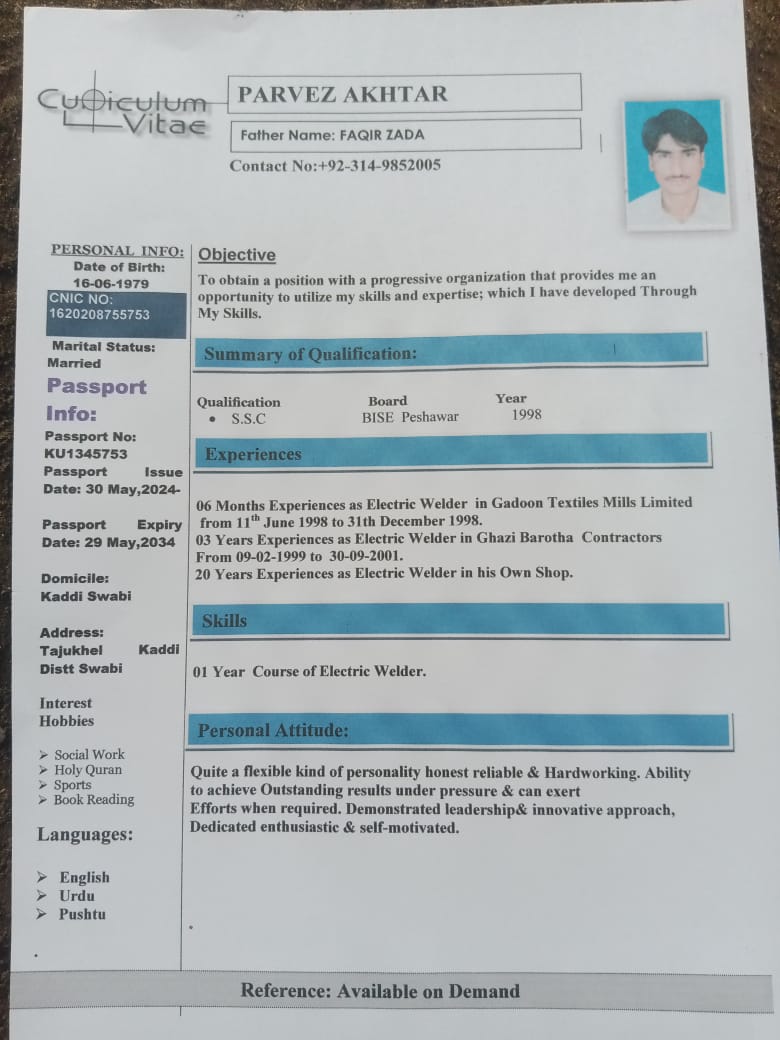 Curiculum
Vitae
PARVEZ AKHTAR
Father Name: FAQIR ZADA
Contact No:+92-314-9852005
PERSONAL INFO:
Date of Birth:
16-06-1979
CNIC NO:
1620208755753
Marital Status:
Married
Passport
Info:
Passport No:
KU1345753
Passport Issue
Date: 30 May,2024-
Passport Expiry
Date: 29 May,2034
Domicile:
Kaddi Swabi
Address:
Tajukhel Kaddi
Distt Swabi
Interest
Hobbies
➢ Social Work
➢ Holy Quran
➢ Sports
➢ Book Reading
Languages:
➢ English
➢ Urdu
➢ Pushtu
Objective
To obtain a position with a progressive organization that provides me an
opportunity to utilize my skills and expertise; which I have developed Through
My Skills.
Summary of Qualification:
Qualification Board Year
• S.S.C BISE Peshawar 1998
Experiences
06 Months Experiences as Electric Welder in Gadoon Textiles Mills Limited
from 11th June 1998 to 31th December 1998.
03 Years Experiences as Electric Welder in Ghazi Barotha Contractors
From 09-02-1999 to 30-09-2001.
20 Years Experiences as Electric Welder in his Own Shop.
Skills
01 Year Course of Electric Welder.
Personal Attitude:
Quite a flexible kind of personality honest reliable & Hardworking. Ability
to achieve Outstanding results under pressure & can exert
Efforts when required. Demonstrated leadership& innovative approach,
Dedicated enthusiastic & self-motivated.
Reference: Available on Demand